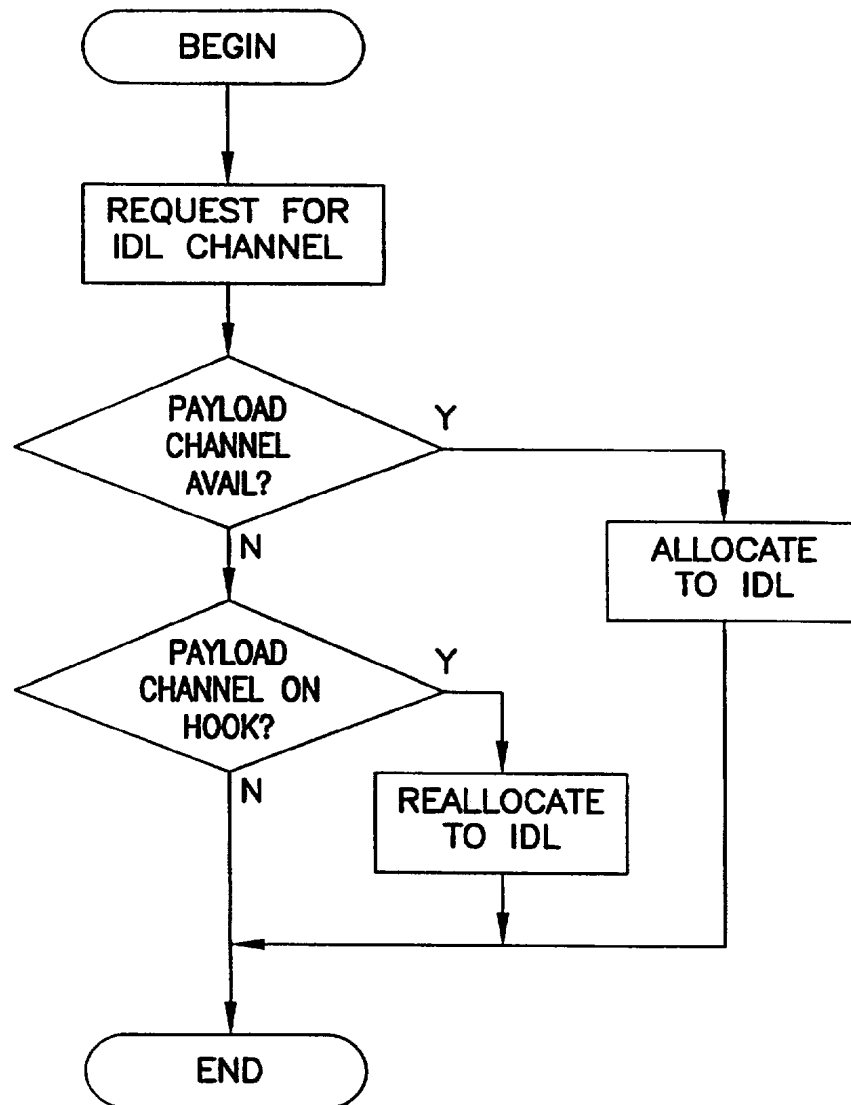 BEGIN
REQUEST FOR
IDL CHANNEL
PAYLOAD
CHANNEL
AVAIL?
Y
N
ALLOCATE
TO IDL
PAYLOAD
CHANNEL ON
HOOK?
Y
N
REALLOCATE
TO IDL
END